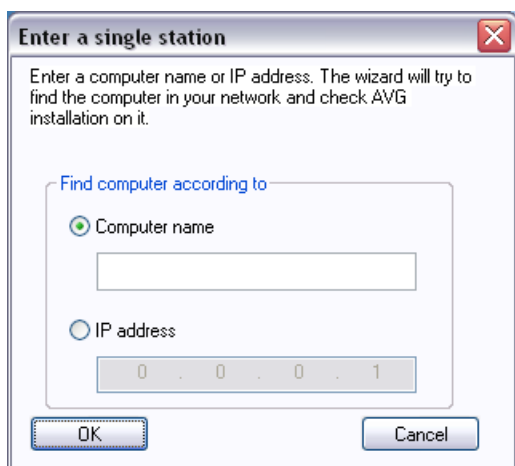 Enter a single station
Enter a computer name or IP address. The wizard will try to
find the computer in your network and check AVG
installation on it.
Find computer according to
Computer name
IP address
0 . 0 . 0 . 1
OK
Cancel